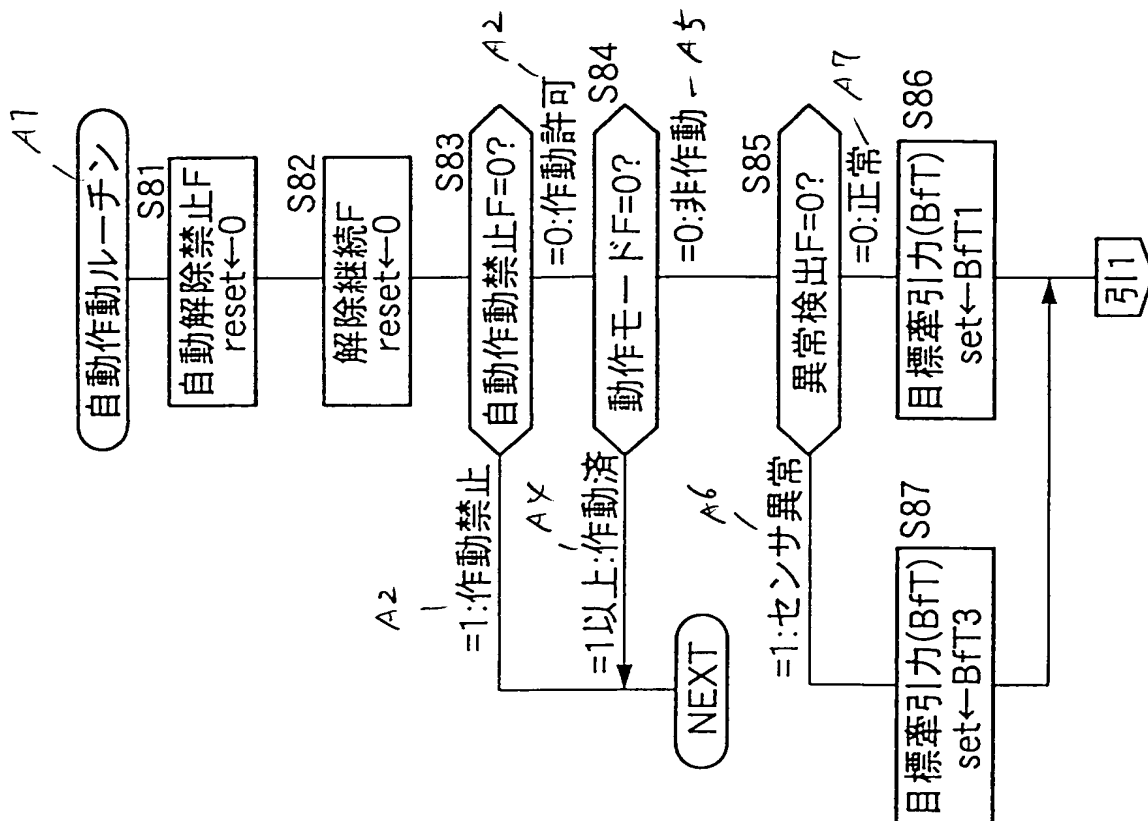 A1
自動作動ルーチン
S81
自動解除禁止F
reset←0
S82
解除継続F
reset←0
S83
自動作動禁止F=0?
A2
=1:作動禁止
A2
=0:作動許可
S84
動作モードF=0?
A4
=1以上:作動済
=0:非作動
A5
NEXT
S85
異常検出F=0?
A6
=1:センサ異常
A7
=0:正常
S86
目標牽引力(BfT)
set←BfT1
S87
目標牽引力(BfT)
set←BfT3
引1